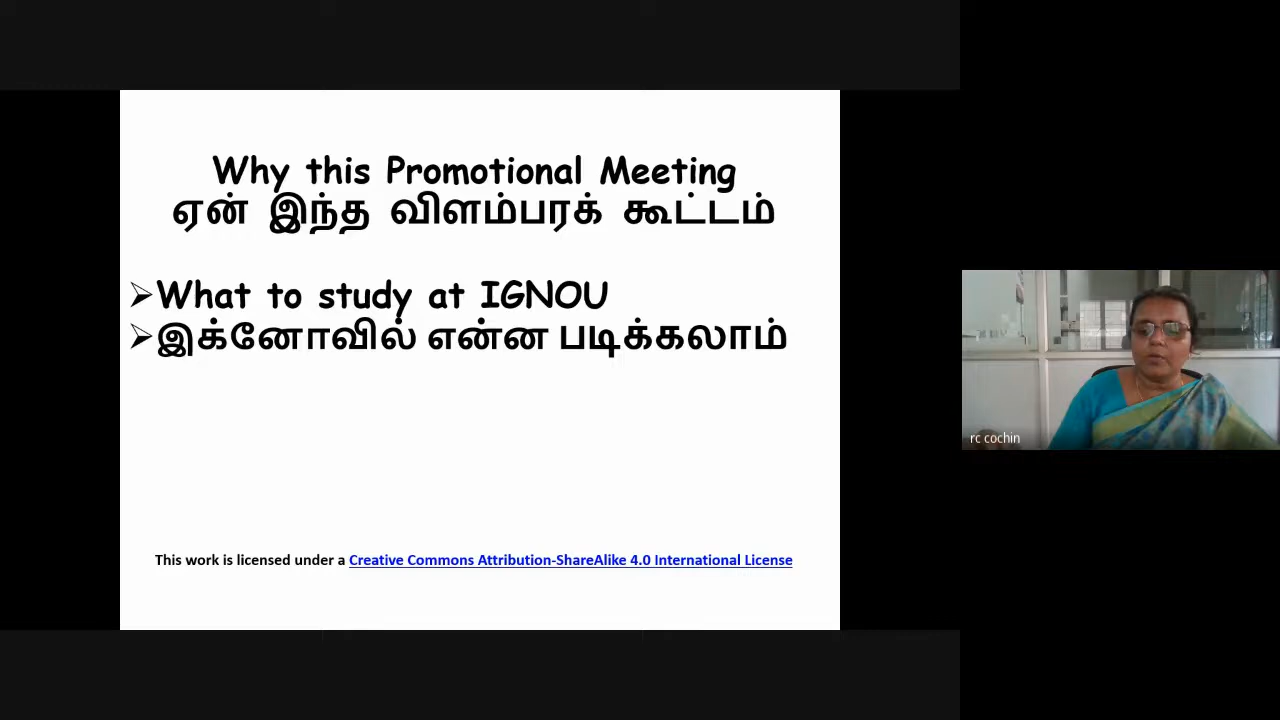 Why this Promotional Meeting
ஏன் இந்த விளம்பரக் கூட்டம்
➢What to study at IGNOU
➢இக்னோவில் என்ன படிக்கலாம்
This work is licensed under a Creative Commons Attribution-ShareAlike 4.0 International License
rc cochin